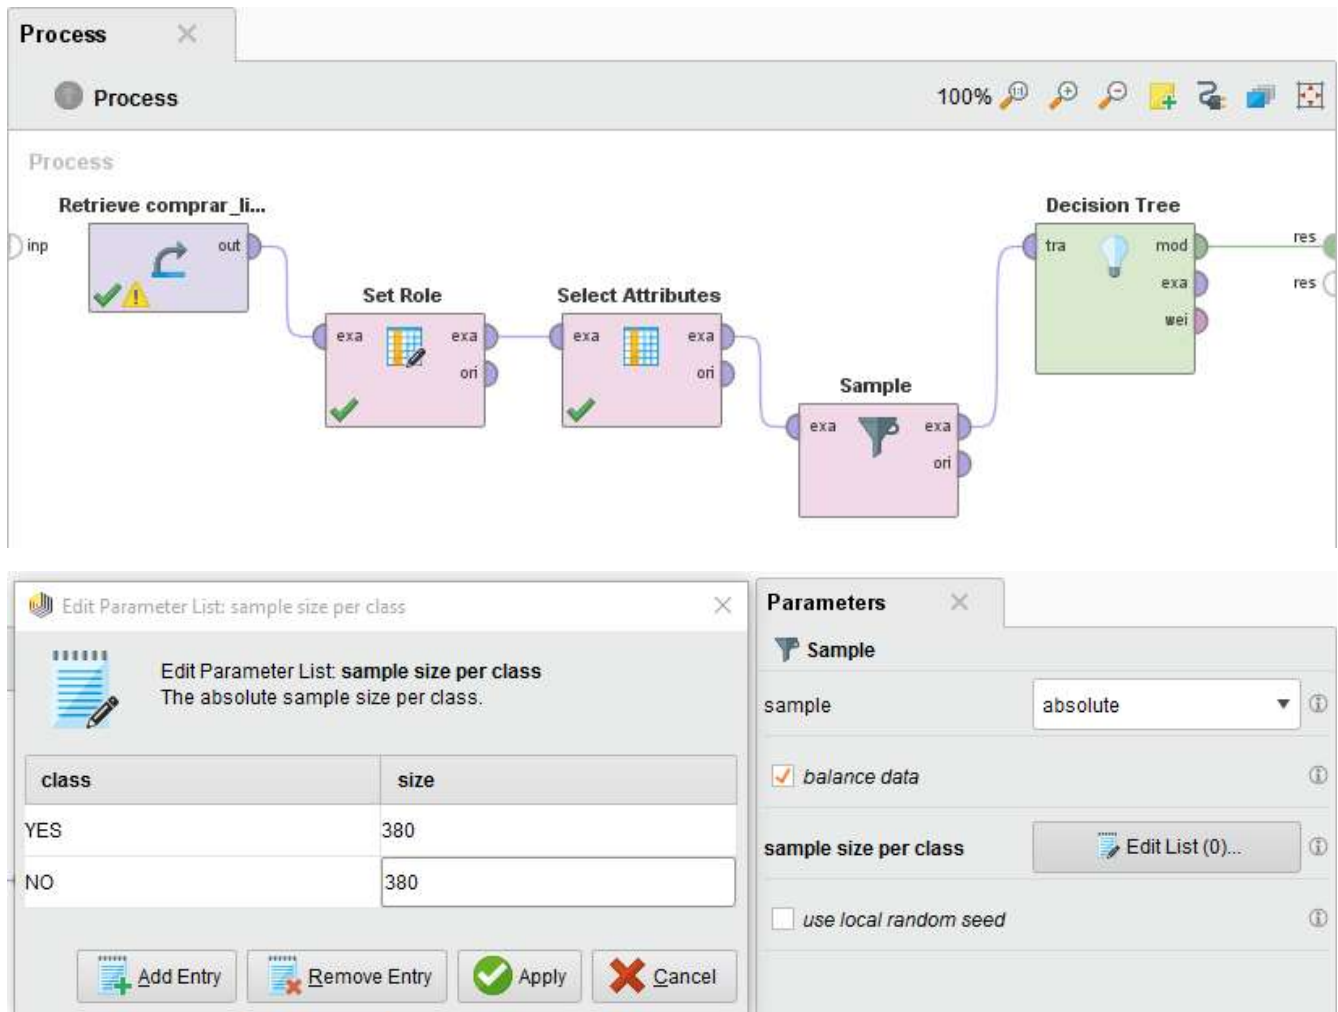 Process
Process
100%
Process
Retrieve comprar_li...
inp
out
Set Role
exa
exa
ori
Select Attributes
exa
exa
ori
Sample
exa
exa
ori
Decision Tree
tra
mod
exa
wei
res
res
Edit Parameter List: sample size per class
Edit Parameter List: sample size per class
The absolute sample size per class.
class size
YES 380
NO 380
Add Entry
Remove Entry
Apply
Cancel
Parameters
Sample
sample absolute
balance data
sample size per class Edit List (0)...
use local random seed